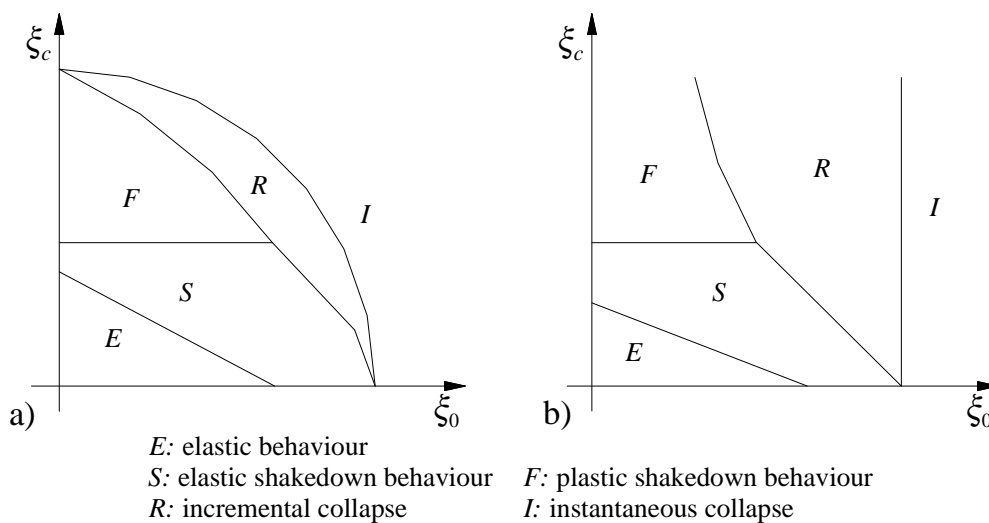 ξc
ξc
F
R
I
F
R
I
S
S
E
E
a)
ξ0
b)
ξ0
E: elastic behaviour
S: elastic shakedown behaviour F: plastic shakedown behaviour
R: incremental collapse I: instantaneous collapse